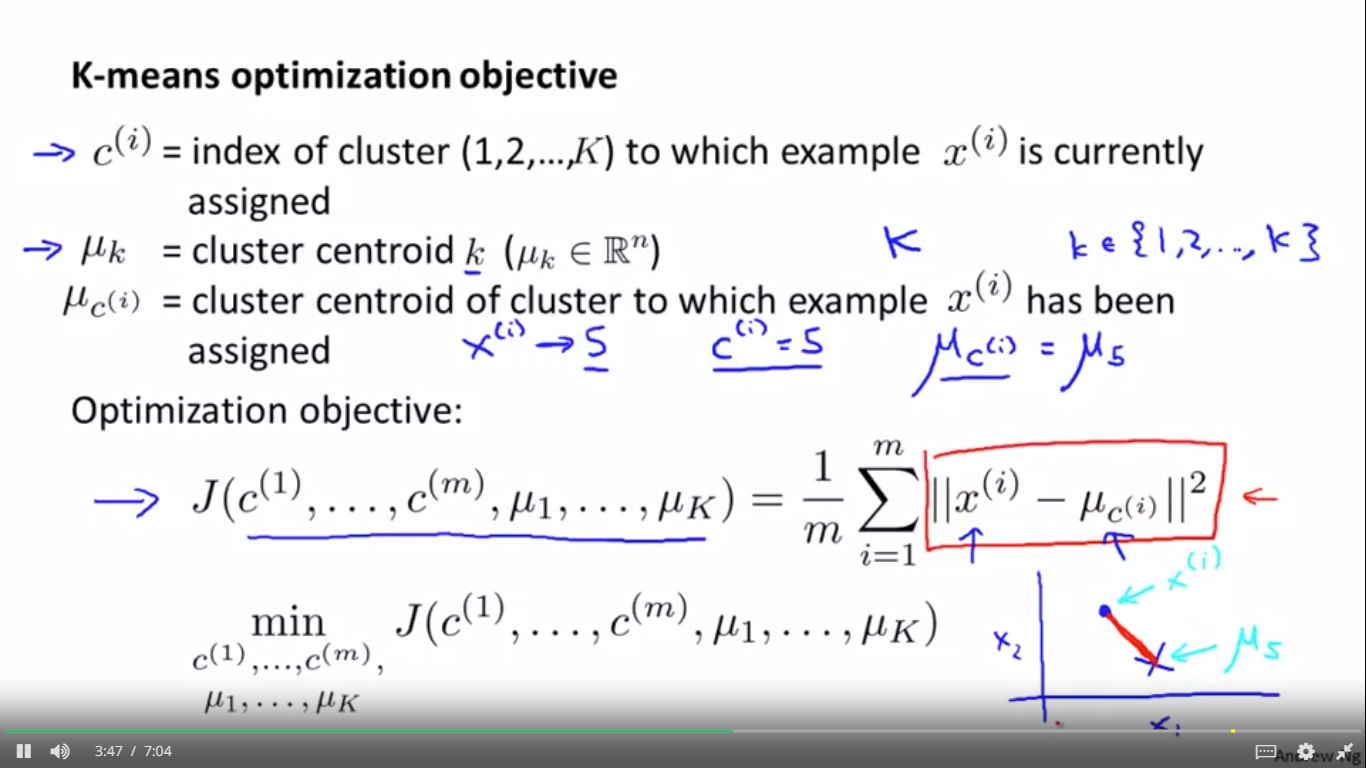 K-means optimization objective
→ c^(i) = index of cluster (1,2,…,K) to which example x^(i) is currently
assigned
→ μ_k = cluster centroid k (μ_k ∈ ℝ^n) K k ∈ {1,2,..., K}
μ_c^(i) = cluster centroid of cluster to which example x^(i) has been
assigned x^(i) → 5 c^(i) = 5 μ_c^(i) = μ_5
Optimization objective:
→ J(c^(1), . . . , c^(m), μ_1, . . . , μ_K) = 1/m ∑_{i=1}^{m} ||x^(i) − μ_c^(i)||^2 ←
min J(c^(1), . . . , c^(m), μ_1, . . . , μ_K)
c^(1),...,c^(m),
μ_1, . . . , μ_K
x^(i)
x_2
μ_5
x_1
3:47 / 7:04
Andrew Ng